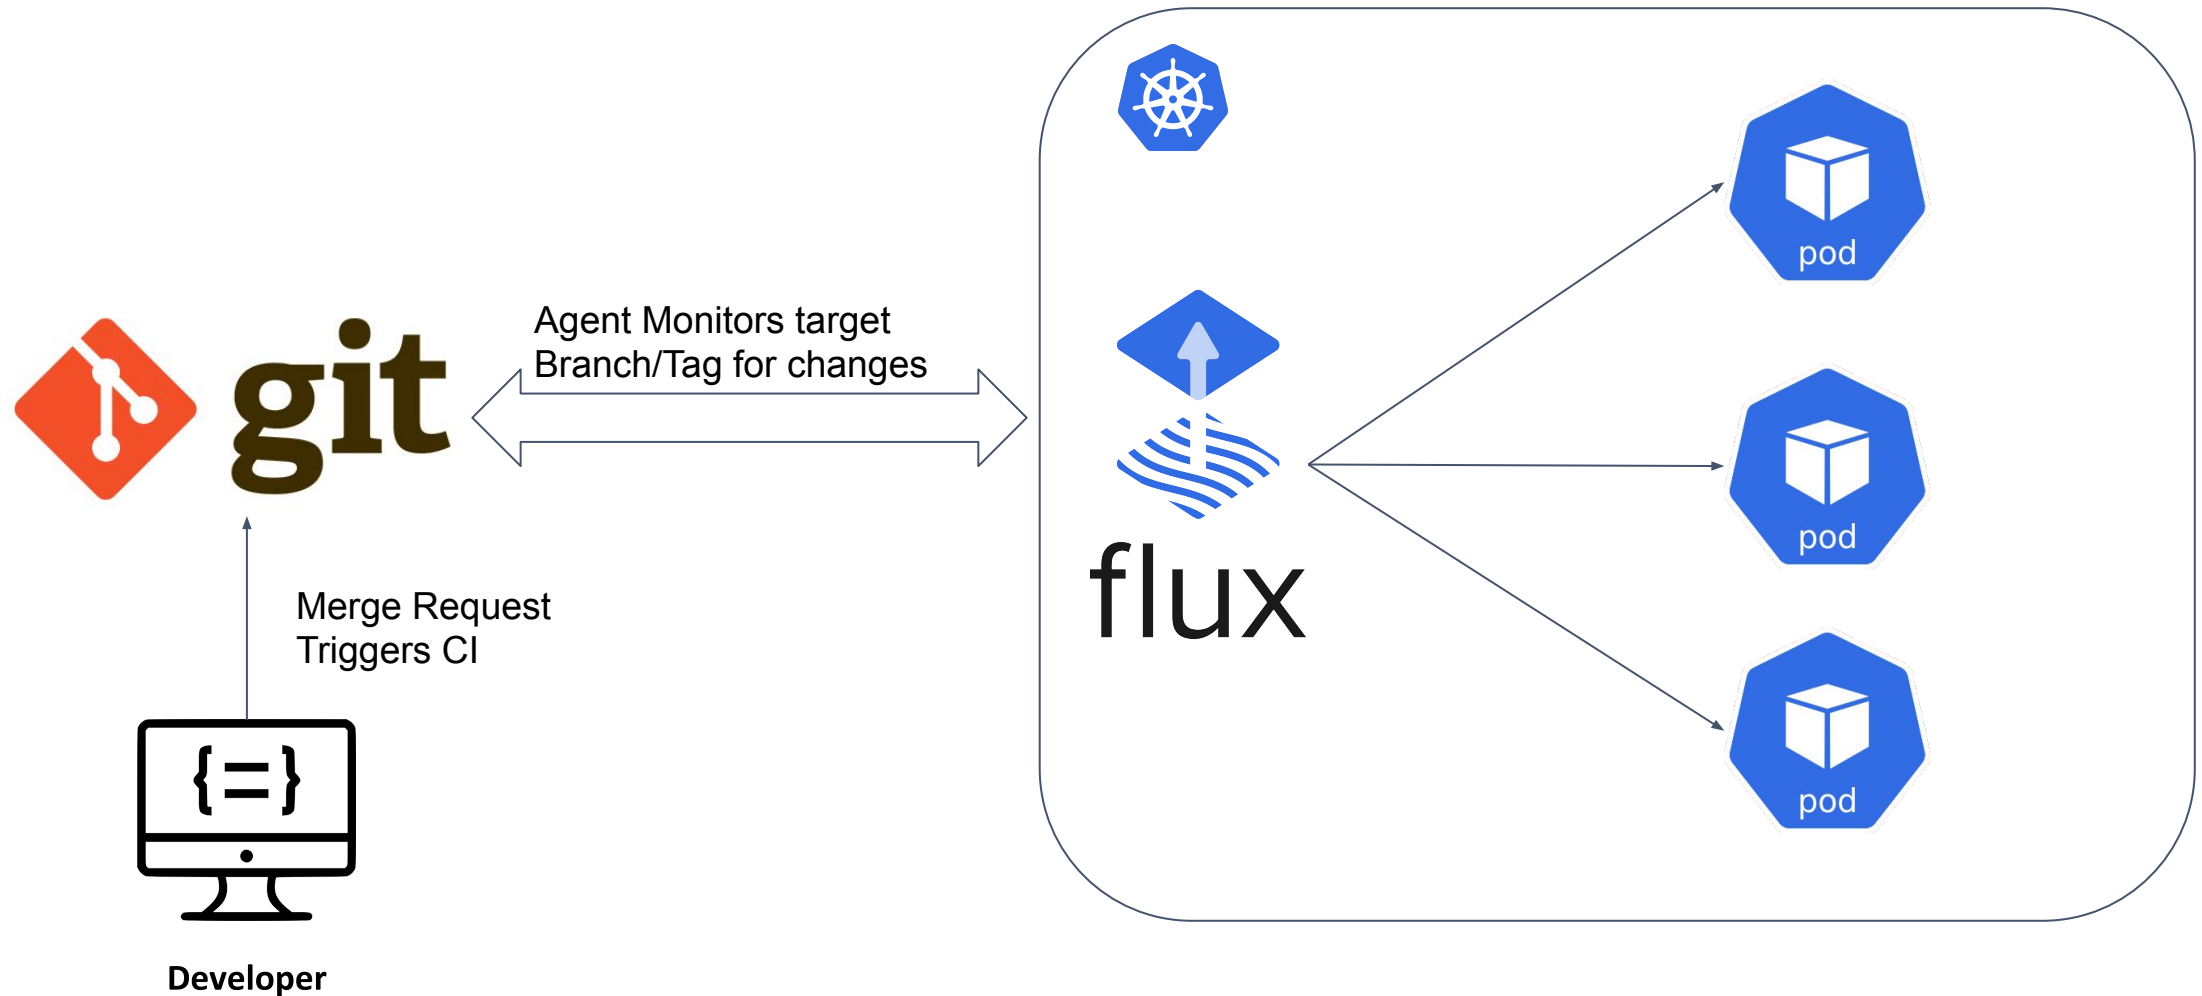 git
Agent Monitors target
Branch/Tag for changes
Merge Request
Triggers CI
Developer
flux
pod
pod
pod